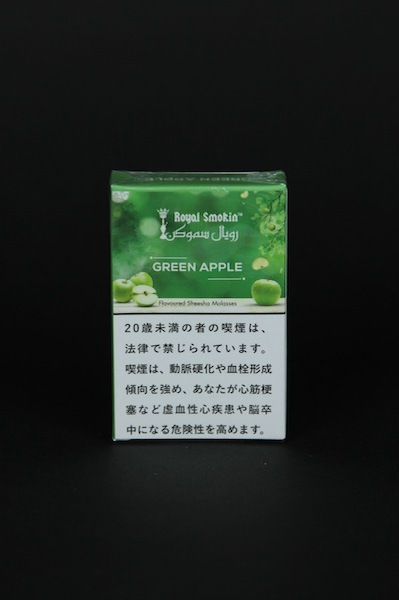 GREEN APPLE
Royal Smokin™
رويال سموكن
GREEN APPLE
Flavoured Sheesha Molasses
20歳未満の者の喫煙は、
法律で禁じられています。
喫煙は、動脈硬化や血栓形成
傾向を強め、あなたが心筋梗
塞など虚血性心疾患や脳卒
中になる危険性を高めます。